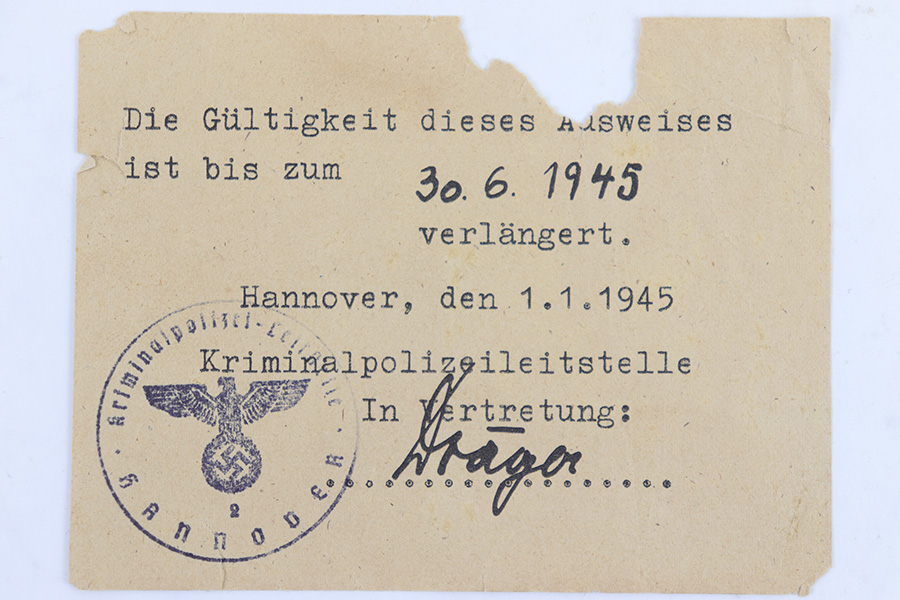 Die Gültigkeit dieses Ausweises
ist bis zum 30.6.1945
verlängert.
Hannover, den 1.1.1945
Kriminalpolizeileitstelle
In Vertretung:
Dräger
Kriminalpolizei-Leitstelle
HANNOVER
2